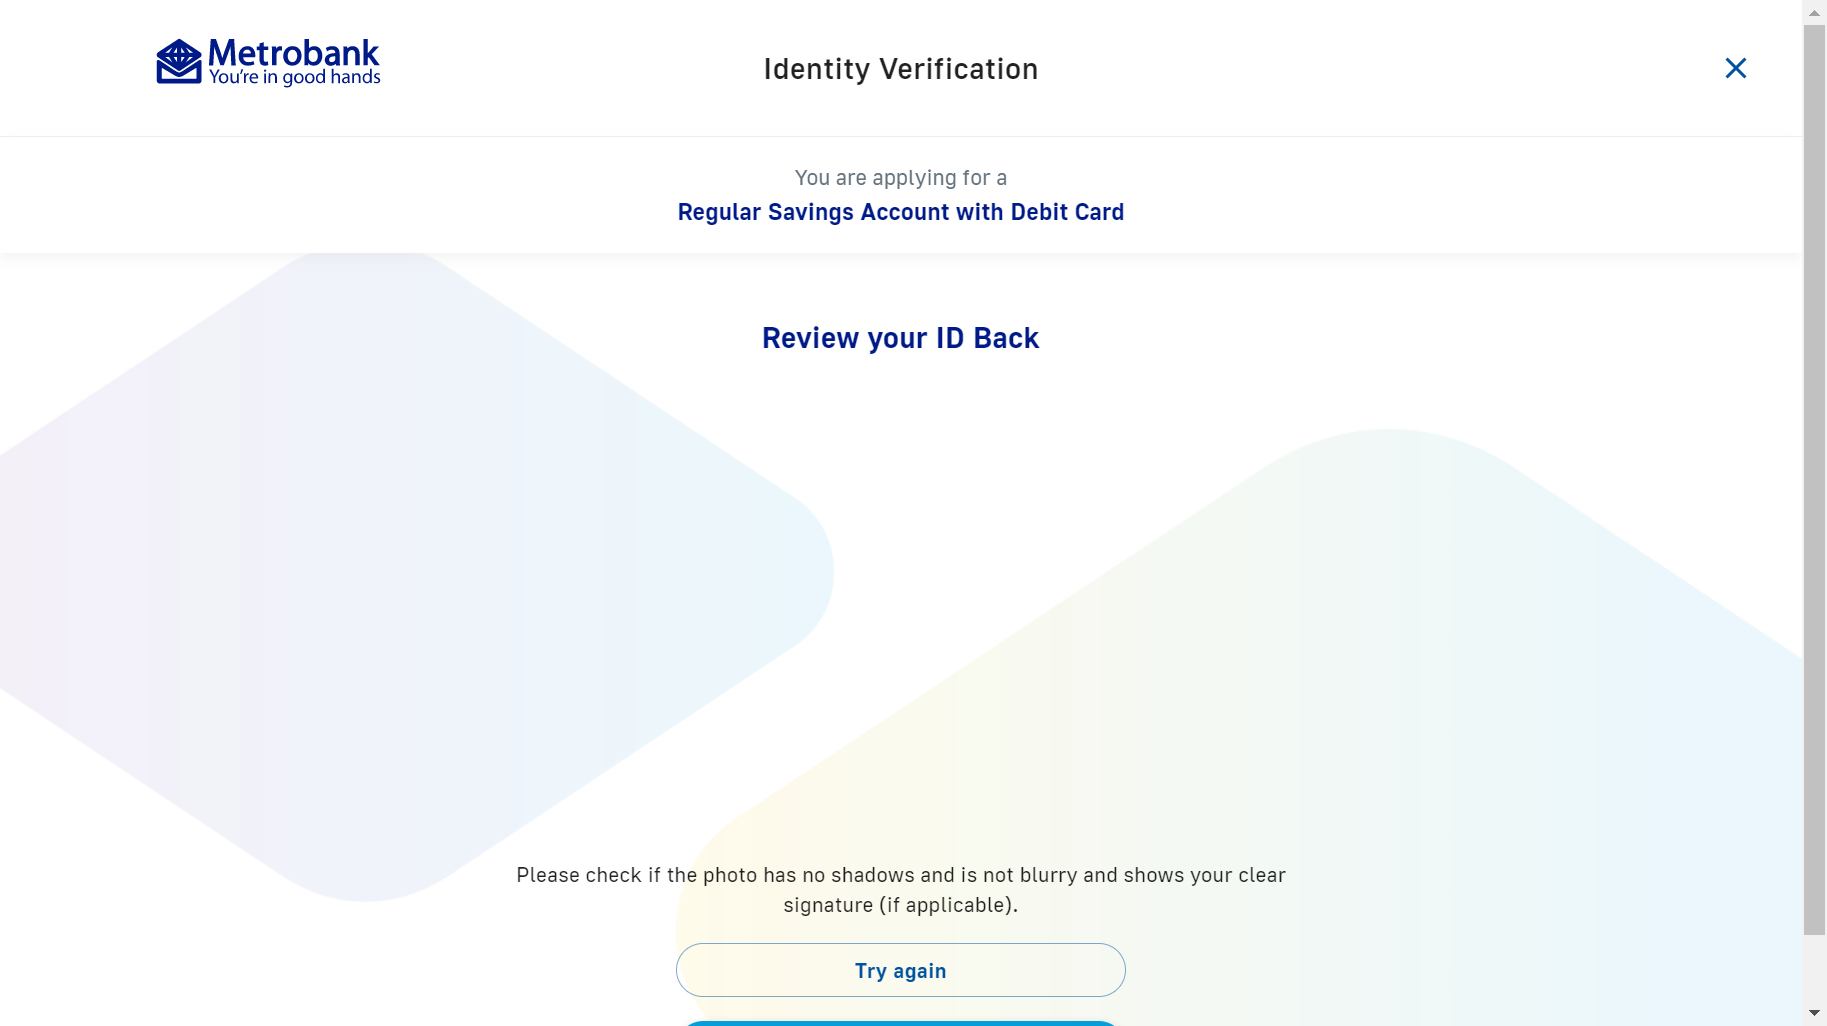 Metrobank
You're in good hands
Identity Verification
You are applying for a
Regular Savings Account with Debit Card
Review your ID Back
Please check if the photo has no shadows and is not blurry and shows your clear
signature (if applicable).
Try again